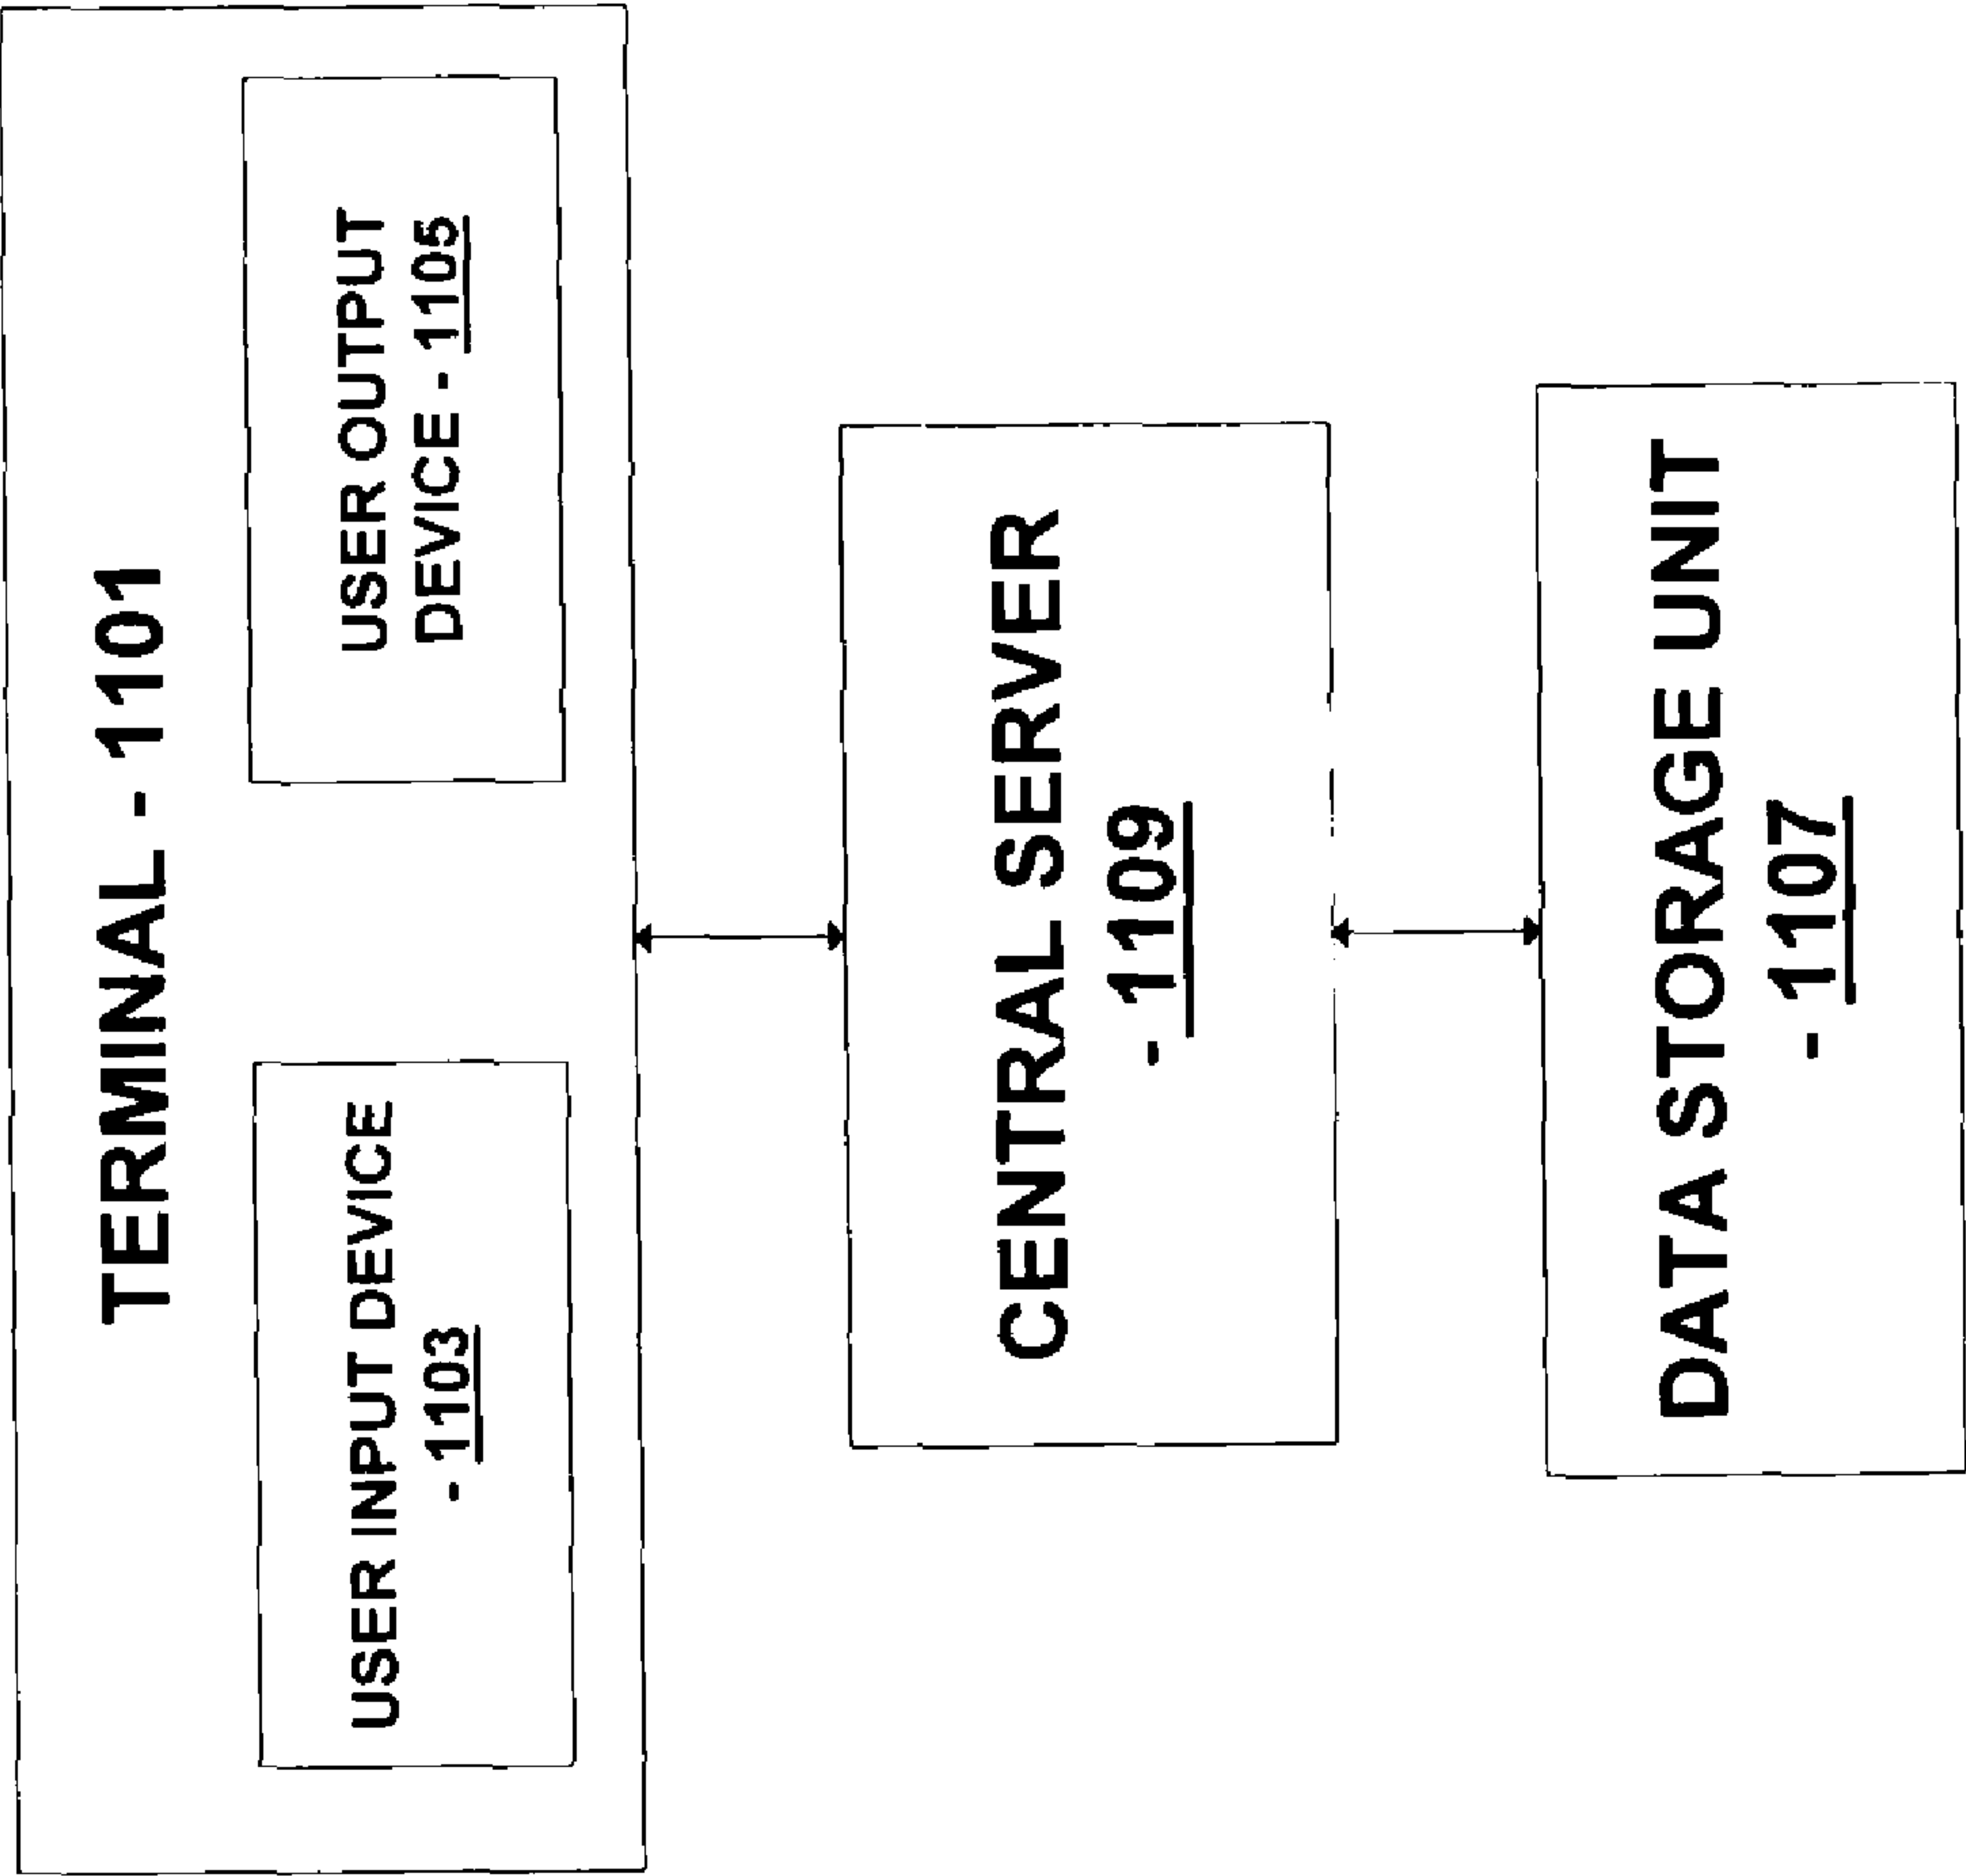 TERMINAL - 1101
USER INPUT DEVICE
- 1103
USER OUTPUT
DEVICE - 1105
CENTRAL SERVER
- 1109
DATA STORAGE UNIT
- 1107